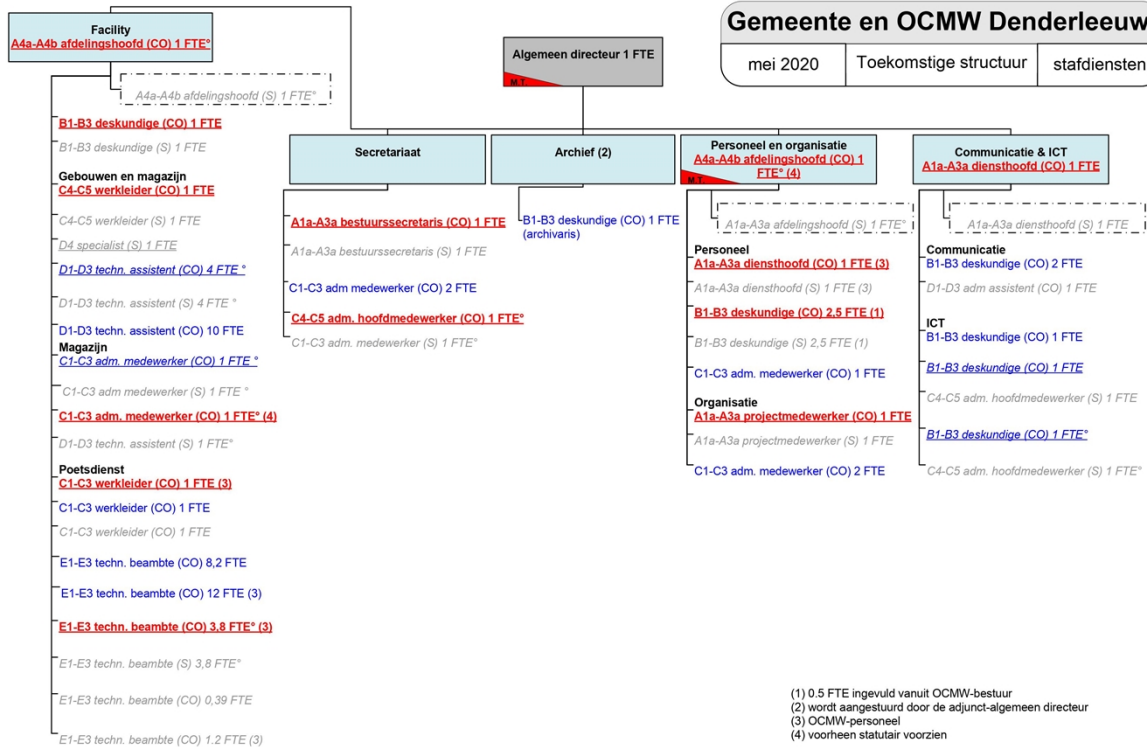 Gemeente en OCMW Denderleeuw
mei 2020
Toekomstige structuur
stafdiensten
Algemeen directeur 1 FTE
M.T.
Facility
A4a-A4b afdelingshoofd (CO) 1 FTE°
A4a-A4b afdelingshoofd (S) 1 FTE°
B1-B3 deskundige (CO) 1 FTE
B1-B3 deskundige (S) 1 FTE
Gebouwen en magazijn
C4-C5 werkleider (CO) 1 FTE
C4-C5 werkleider (S) 1 FTE
D4 specialist (S) 1 FTE
D1-D3 techn. assistent (CO) 4 FTE °
D1-D3 techn. assistent (S) 4 FTE °
D1-D3 techn. assistent (CO) 10 FTE
Magazijn
C1-C3 adm. medewerker (CO) 1 FTE °
C1-C3 adm medewerker (S) 1 FTE °
C1-C3 adm. medewerker (CO) 1 FTE° (4)
D1-D3 techn. assistent (S) 1 FTE°
Poetsdienst
C1-C3 werkleider (CO) 1 FTE (3)
C1-C3 werkleider (CO) 1 FTE
C1-C3 werkleider (CO) 1 FTE
E1-E3 techn. beambte (CO) 8,2 FTE
E1-E3 techn. beambte (CO) 12 FTE (3)
E1-E3 techn. beambte (CO) 3,8 FTE° (3)
E1-E3 techn. beambte (S) 3,8 FTE°
E1-E3 techn. beambte (CO) 0,39 FTE
E1-E3 techn. beambte (CO) 1.2 FTE (3)
Secretariaat
A1a-A3a bestuurssecretaris (CO) 1 FTE
A1a-A3a bestuurssecretaris (S) 1 FTE
C1-C3 adm medewerker (CO) 2 FTE
C4-C5 adm. hoofdmedewerker (CO) 1 FTE°
C1-C3 adm. medewerker (S) 1 FTE°
Archief (2)
B1-B3 deskundige (CO) 1 FTE
(archivaris)
Personeel en organisatie
A4a-A4b afdelingshoofd (CO) 1
FTE° (4)
M.T.
A1a-A3a afdelingshoofd (S) 1 FTE°
Personeel
A1a-A3a diensthoofd (CO) 1 FTE (3)
A1a-A3a diensthoofd (S) 1 FTE (3)
B1-B3 deskundige (CO) 2,5 FTE (1)
B1-B3 deskundige (S) 2,5 FTE (1)
C1-C3 adm. medewerker (CO) 1 FTE
Organisatie
A1a-A3a projectmedewerker (CO) 1 FTE
A1a-A3a projectmedewerker (S) 1 FTE
C1-C3 adm. medewerker (CO) 2 FTE
Communicatie & ICT
A1a-A3a diensthoofd (CO) 1 FTE
A1a-A3a diensthoofd (S) 1 FTE
Communicatie
B1-B3 deskundige (CO) 2 FTE
D1-D3 adm assistent (CO) 1 FTE
ICT
B1-B3 deskundige (CO) 1 FTE
B1-B3 deskundige (CO) 1 FTE
C4-C5 adm. hoofdmedewerker (CO) 1 FTE
B1-B3 deskundige (CO) 1 FTE°
C4-C5 adm. hoofdmedewerker (S) 1 FTE°
(1) 0.5 FTE ingevuld vanuit OCMW-bestuur
(2) wordt aangestuurd door de adjunct-algemeen directeur
(3) OCMW-personeel
(4) voorheen statutair voorzien